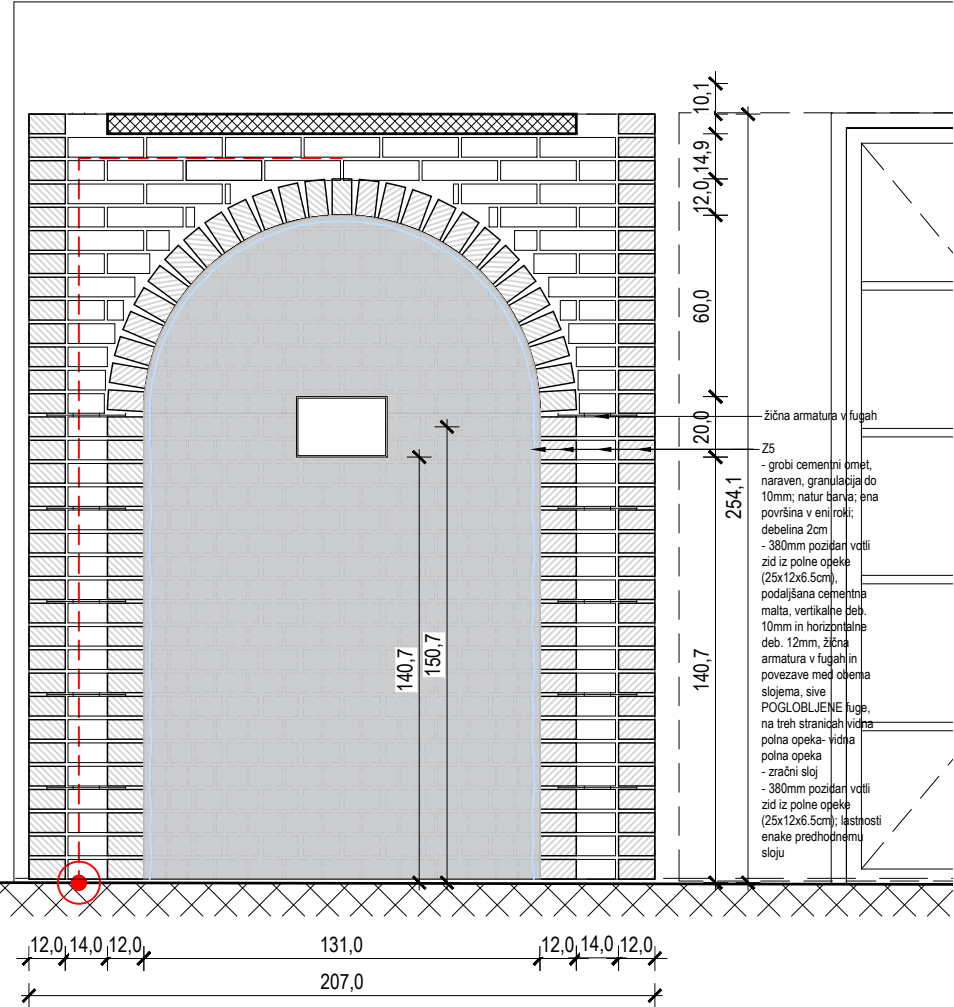 10,1
14,9
12,0
60,0
20,0
140,7
254,1
žična armatura v fugah
Z5
- grobi cementni omet,
naraven, granulacija do
10mm; natur barva; ena
površina v eni roki;
debelina 2cm
- 380mm pozidan votli
zid iz polne opeke
(25x12x6.5cm),
podaljšana cementna
malta, vertikalne deb.
10mm in horizontalne
deb. 12mm, žična
armatura v fugah in
povezave med obema
slojema, sive
POGLOBLJENE fuge,
na treh stranicah vidna
polna opeka- vidna
polna opeka
- zračni sloj
- 380mm pozidan votli
zid iz polne opeke
(25x12x6.5cm); lastnosti
enake predhodnemu
sloju
140,7
150,7
12,0 14,0 12,0 131,0 12,0 14,0 12,0
207,0